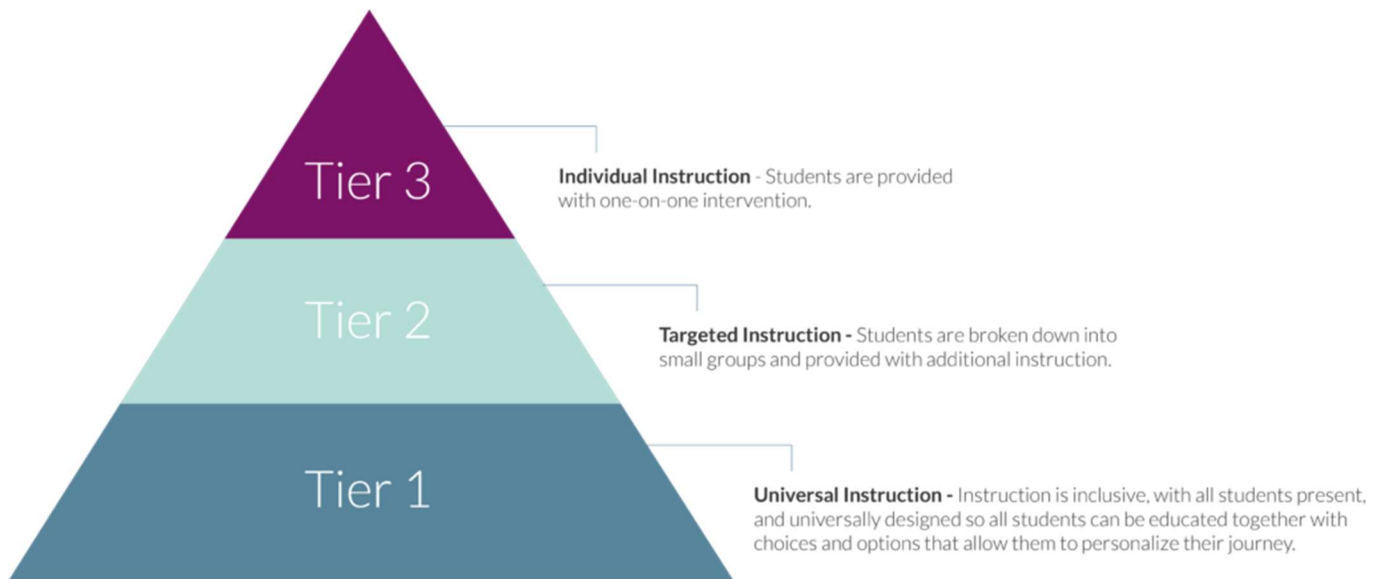 Tier 3
Individual Instruction - Students are provided
with one-on-one intervention.
Tier 2
Targeted Instruction - Students are broken down into
small groups and provided with additional instruction.
Tier 1
Universal Instruction - Instruction is inclusive, with all students present,
and universally designed so all students can be educated together with
choices and options that allow them to personalize their journey.